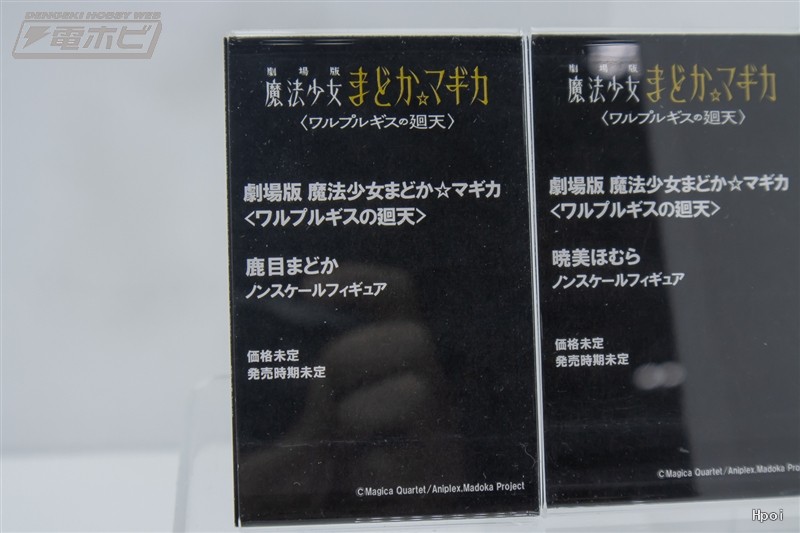 DENGEKI HOBBY WEB
電ホビ
劇場版
魔法少女まどか☆マギカ
〈ワルプルギスの廻天〉
劇場版 魔法少女まどか☆マギカ
〈ワルプルギスの廻天〉
鹿目まどか
ノンスケールフィギュア
価格未定
発売時期未定
©Magica Quartet/Aniplex,Madoka Project
劇場版
魔法少女まどか☆マギカ
〈ワルプルギスの廻天〉
劇場版 魔法少女まどか☆マギカ
〈ワルプルギスの廻天〉
暁美ほむら
ノンスケールフィギュア
価格未定
発売時期未定
©Magica Quartet/Aniplex,Madoka Pro
Hpoi